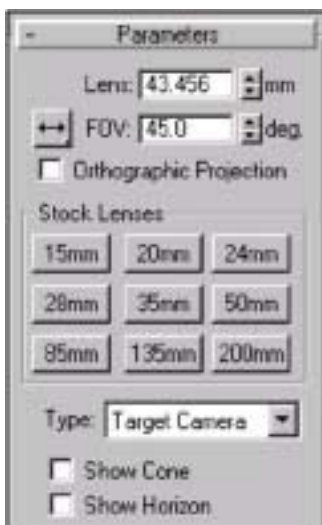 - Parameters
Lens: 43.456 mm
FOV: 45.0 deg.
Orthographic Projection
Stock Lenses
15mm 20mm 24mm
28mm 35mm 50mm
85mm 135mm 200mm
Type: Target Camera
Show Cone
Show Horizon